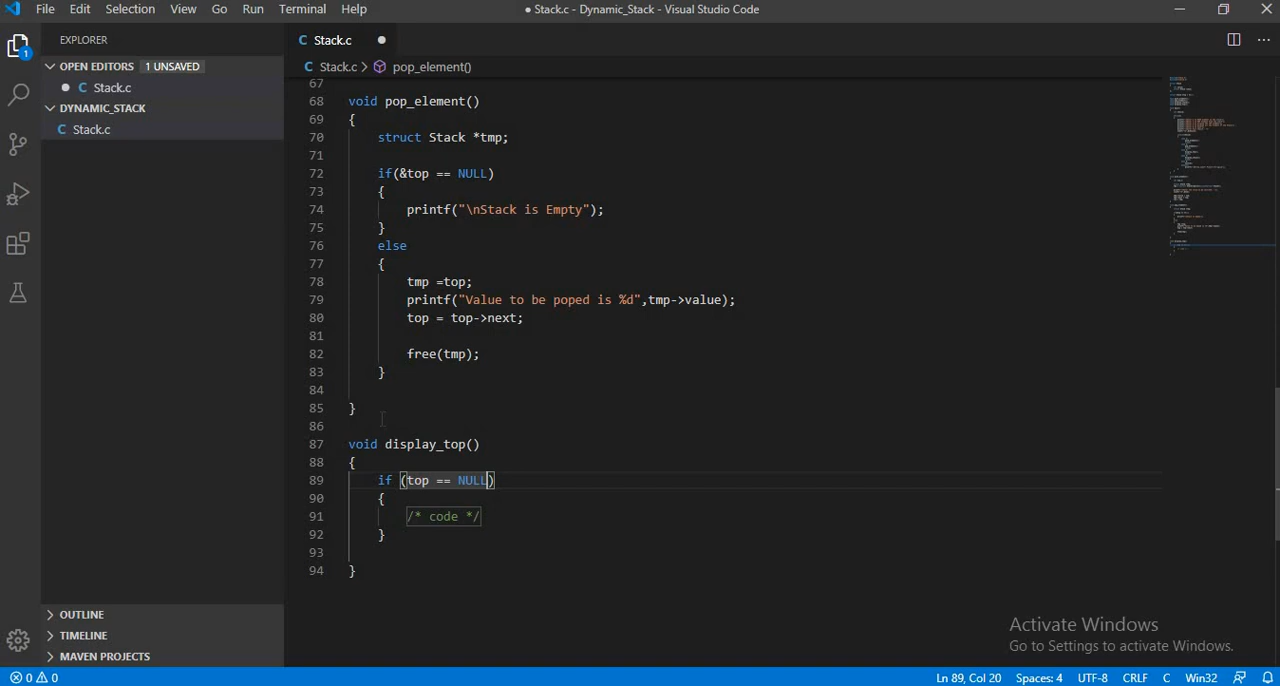 File Edit Selection View Go Run Terminal Help
● Stack.c - Dynamic_Stack - Visual Studio Code
EXPLORER
OPEN EDITORS 1 UNSAVED
C Stack.c
DYNAMIC_STACK
C Stack.c
OUTLINE
TIMELINE
MAVEN PROJECTS
1
C Stack.c ●
C Stack.c > pop_element()
67
68 void pop_element()
69 {
70 struct Stack *tmp;
71
72 if(&top == NULL)
73 {
74 printf("\nStack is Empty");
75 }
76 else
77 {
78 tmp =top;
79 printf("Value to be poped is %d",tmp->value);
80 top = top->next;
81
82 free(tmp);
83 }
84
85 }
86
87 void display_top()
88 {
89 if (top == NULL)
90 {
91 /* code */
92 }
93
94 }
Activate Windows
Go to Settings to activate Windows.
0 0 Ln 89, Col 20 Spaces: 4 UTF-8 CRLF C Win32